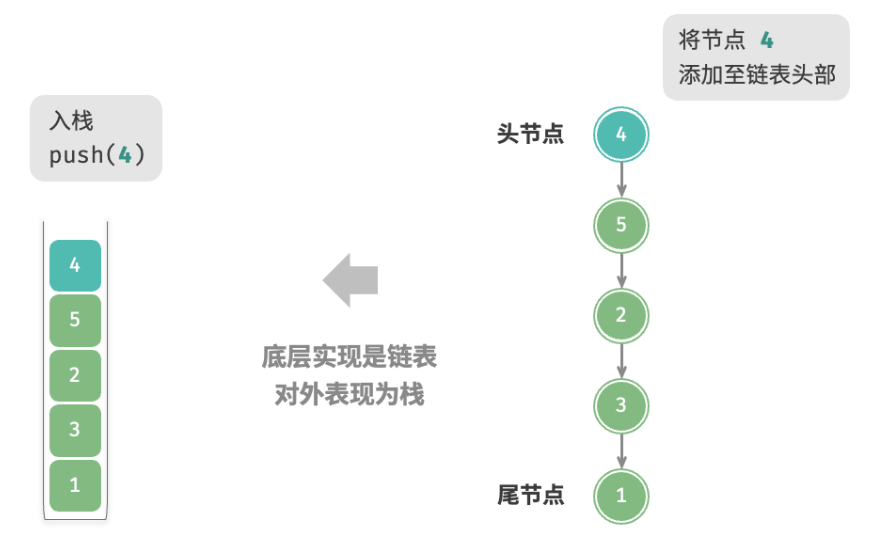 将节点 4
添加至链表头部
入栈
push(4)
头节点
4
5
2
3
尾节点
1
4
5
2
3
1
底层实现是链表
对外表现为栈